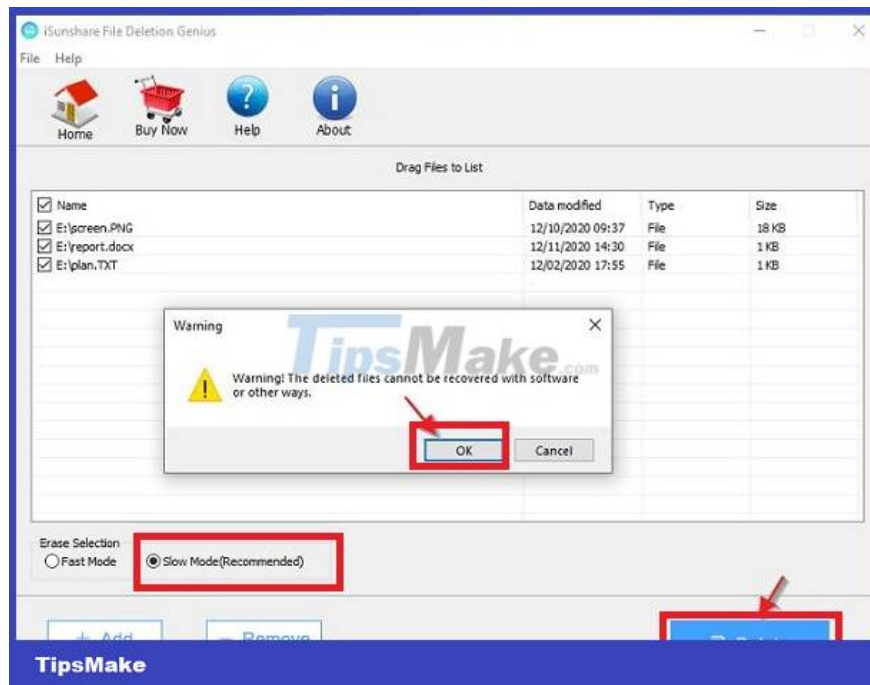 iSunshare File Deletion Genius
File Help
Home Buy Now Help About
Drag Files to List
Name Data modified Type Size
E:\screen.PNG 12/10/2020 09:37 File 18 KB
E:\report.docx 12/11/2020 14:30 File 1 KB
E:\plan.TXT 12/02/2020 17:55 File 1 KB
Warning
TipsMake.com
Warning! The deleted files cannot be recovered with software
or other ways.
OK Cancel
Erase Selection
Fast Mode Slow Mode(Recommended)
+ Add − Remove
TipsMake